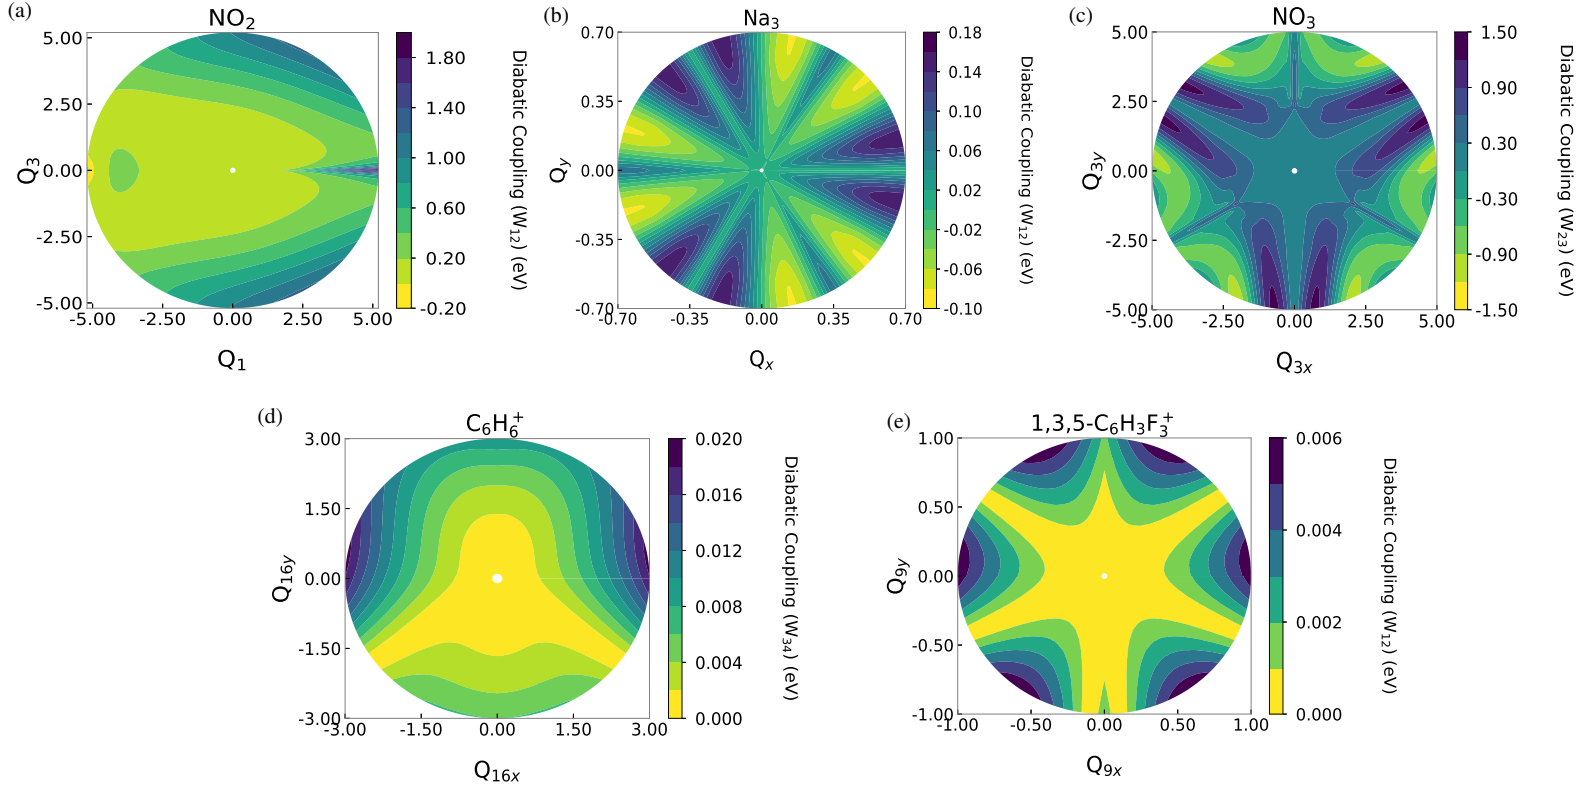 (a)
NO2
5.00
2.50
0.00
-2.50
-5.00
Q3
-5.00 -2.50 0.00 2.50 5.00
Q1
1.80
1.40
1.00
0.60
0.20
-0.20
Diabatic Coupling (W12) (eV)
(b)
Na3
0.70
0.35
0.00
-0.35
-0.70
Qy
-0.70 -0.35 0.00 0.35 0.70
Qx
0.18
0.14
0.10
0.06
0.02
-0.02
-0.06
-0.10
Diabatic Coupling (W12) (eV)
(c)
NO3
5.00
2.50
0.00
-2.50
-5.00
Q3y
-5.00 -2.50 0.00 2.50 5.00
Q3x
1.50
0.90
0.30
-0.30
-0.90
-1.50
Diabatic Coupling (W23) (eV)
(d)
C6H6+
3.00
1.50
0.00
-1.50
-3.00
Q16y
-3.00 -1.50 0.00 1.50 3.00
Q16x
0.020
0.016
0.012
0.008
0.004
0.000
Diabatic Coupling (W34) (eV)
(e)
1,3,5-C6H3F3+
1.00
0.50
0.00
-0.50
-1.00
Q9y
-1.00 -0.50 0.00 0.50 1.00
Q9x
0.006
0.004
0.002
0.000
Diabatic Coupling (W12) (eV)